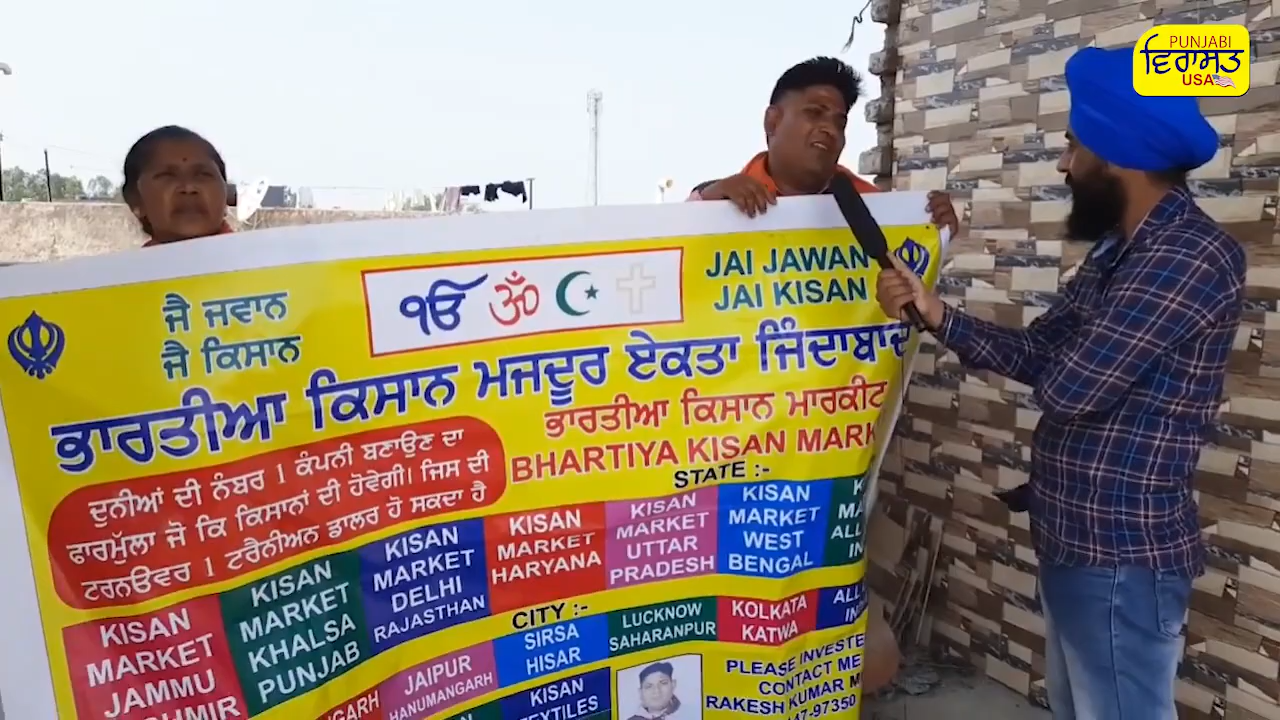 PUNJABI
ਵਿਰਾਸਤ
USA
ੴ ॐ
ਜੈ ਜਵਾਨ
ਜੈ ਕਿਸਾਨ
JAI JAWAN
JAI KISAN
ਭਾਰਤੀਆ ਕਿਸਾਨ ਮਜਦੂਰ ਏਕਤਾ ਜਿੰਦਾਬਾਦ
ਭਾਰਤੀਆ ਕਿਸਾਨ ਮਾਰਕੀਟ
BHARTIYA KISAN MARK
ਦੁਨੀਆਂ ਦੀ ਨੰਬਰ 1 ਕੰਪਨੀ ਬਣਾਉਣ ਦਾ
ਫਾਰਮੁੱਲਾ ਜੋ ਕਿ ਕਿਸਾਨਾਂ ਦੀ ਹੋਵੇਗੀ। ਜਿਸ ਦੀ
ਟਰਨਓਵਰ 1 ਟਰੈਨੀਅਨ ਡਾਲਰ ਹੋ ਸਕਦਾ ਹੈ
STATE :-
KISAN
MARKET
JAMMU
KISAN
MARKET
KHALSA
PUNJAB
KISAN
MARKET
DELHI
RAJASTHAN
KISAN
MARKET
HARYANA
KISAN
MARKET
UTTAR
PRADESH
KISAN
MARKET
WEST
BENGAL
ALL
CITY :-
JAIPUR
HANUMANGARH
SIRSA
HISAR
LUCKNOW
SAHARANPUR
KOLKATA
KATWA
ALL
KISAN
PLEASE INVESTE
CONTACT ME
RAKESH KUMAR M
47-97350